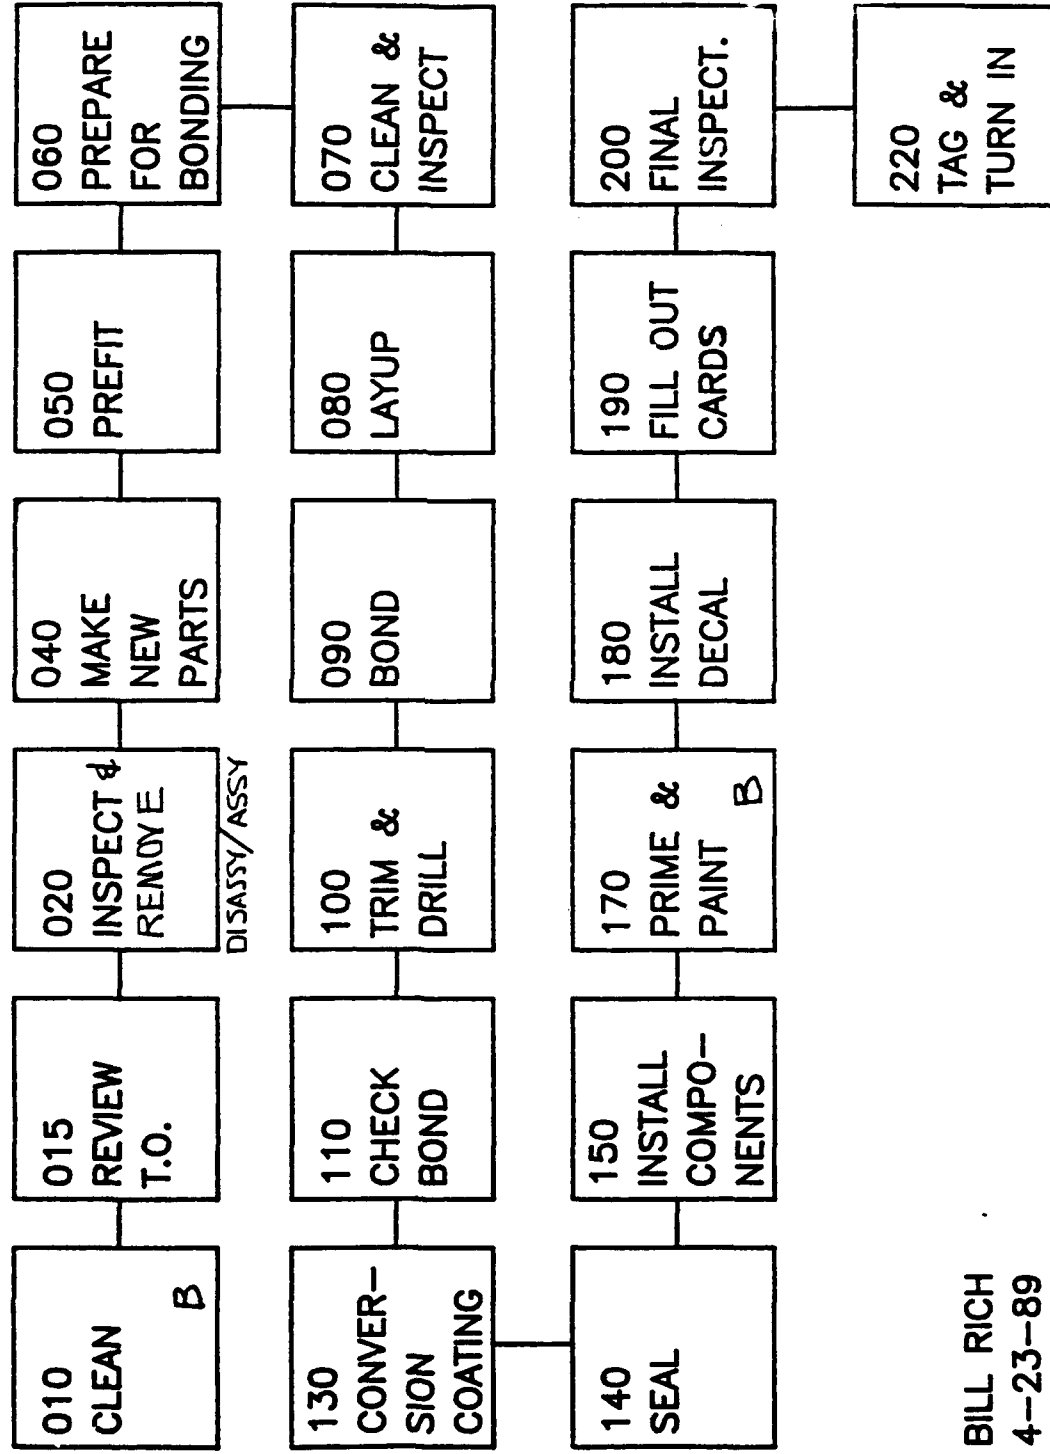 010
CLEAN
B
015
REVIEW
T.O.
020
INSPECT &
REMOVE
DISASSY/ASSY
040
MAKE
NEW
PARTS
050
PREFIT
060
PREPARE
FOR
BONDING
130
CONVER-
SION
COATING
110
CHECK
BOND
100
TRIM &
DRILL
090
BOND
080
LAYUP
070
CLEAN &
INSPECT
140
SEAL
150
INSTALL
COMPO-
NENTS
170
PRIME &
PAINT
B
180
INSTALL
DECAL
190
FILL OUT
CARDS
200
FINAL
INSPECT.
220
TAG &
TURN IN
BILL RICH
4-23-89